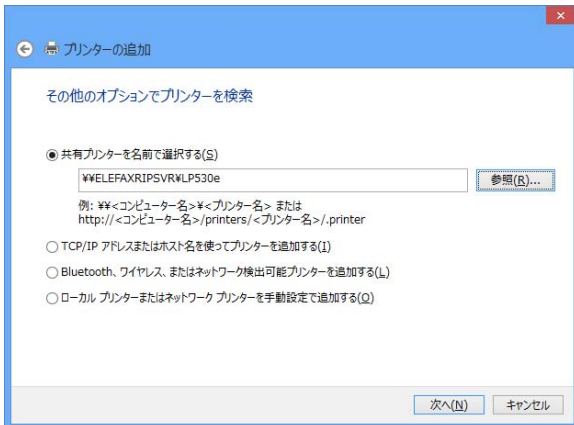 プリンターの追加
その他のオプションでプリンターを検索
共有プリンターを名前で選択する(S)
¥¥ELEFAXRIPSVR¥LP530e
参照(R)...
例: ¥¥<コンピューター名>¥<プリンター名> または
http://<コンピューター名>/printers/<プリンター名>/.printer
TCP/IP アドレスまたはホスト名を使ってプリンターを追加する(I)
Bluetooth、ワイヤレス、またはネットワーク検出可能プリンターを追加する(L)
ローカル プリンターまたはネットワーク プリンターを手動設定で追加する(O)
次へ(N)
キャンセル